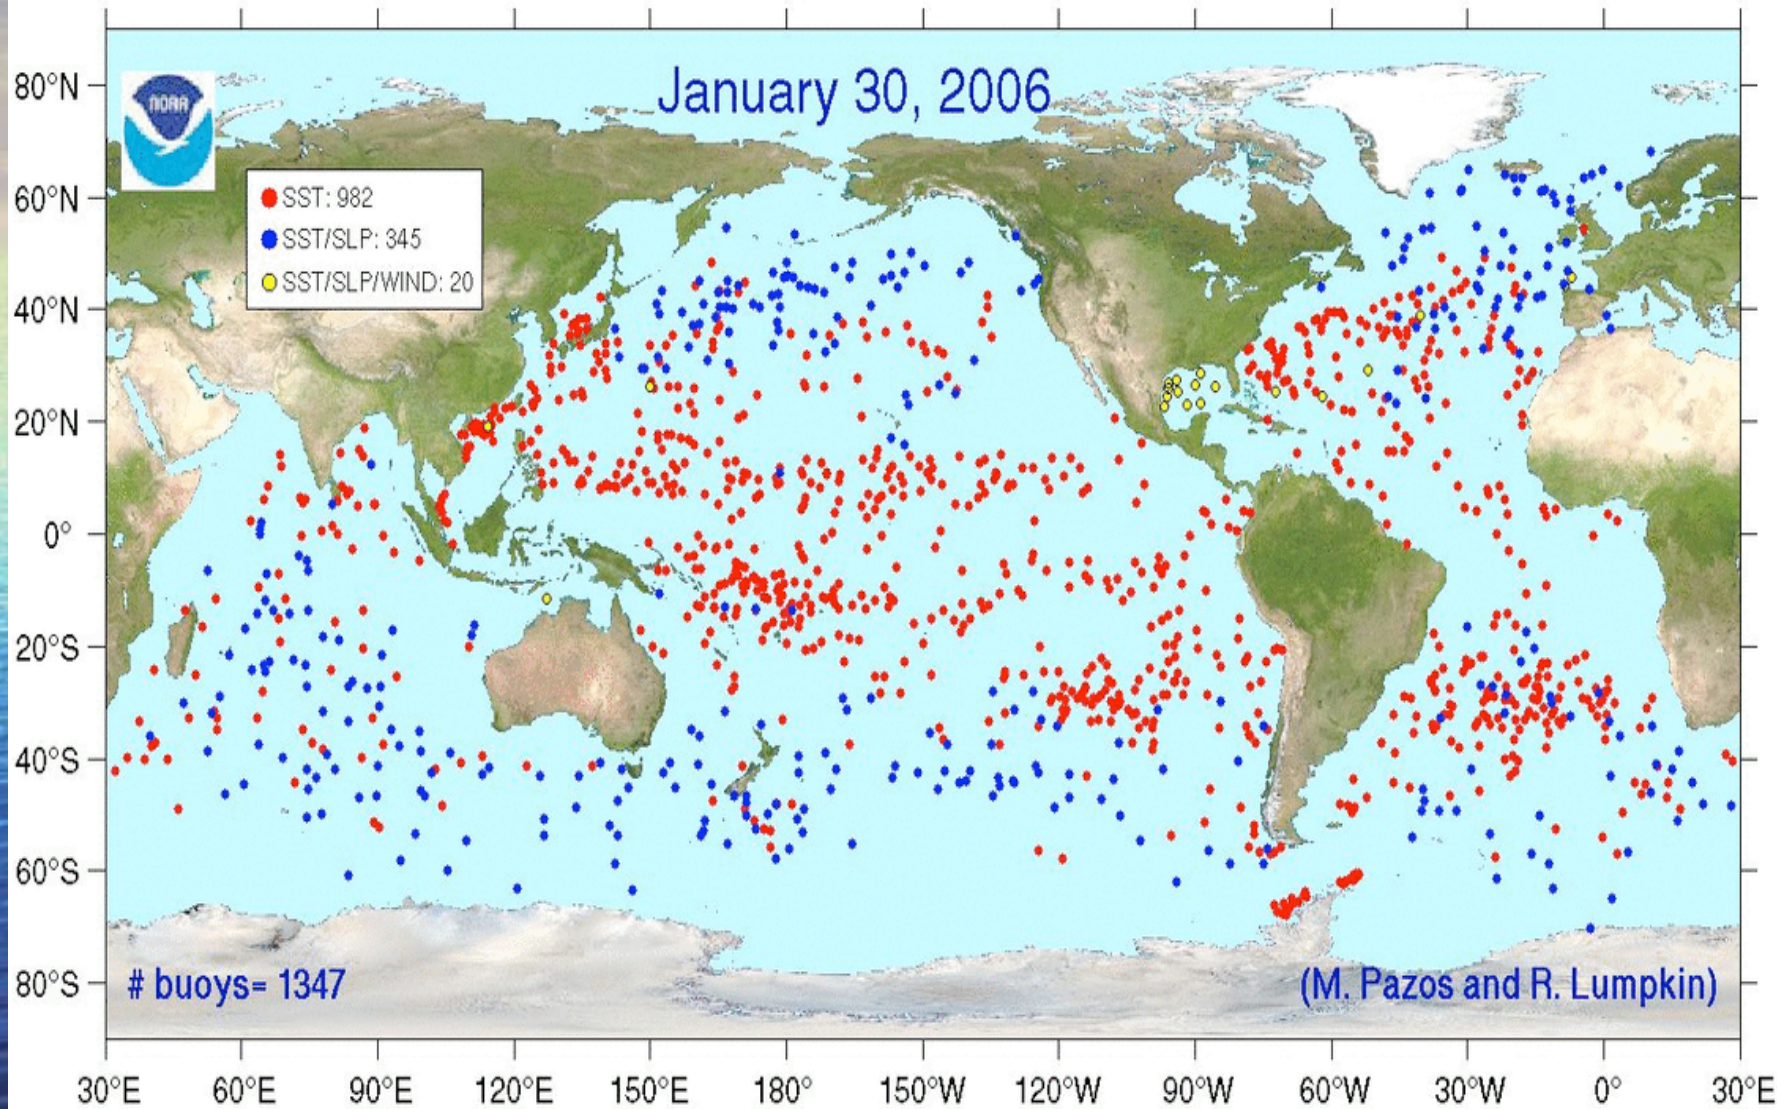 January 30, 2006
NOAA
SST: 982
SST/SLP: 345
SST/SLP/WIND: 20
80°N
60°N
40°N
20°N
0°
20°S
40°S
60°S
80°S
# buoys= 1347
(M. Pazos and R. Lumpkin)
30°E 60°E 90°E 120°E 150°E 180° 150°W 120°W 90°W 60°W 30°W 0° 30°E